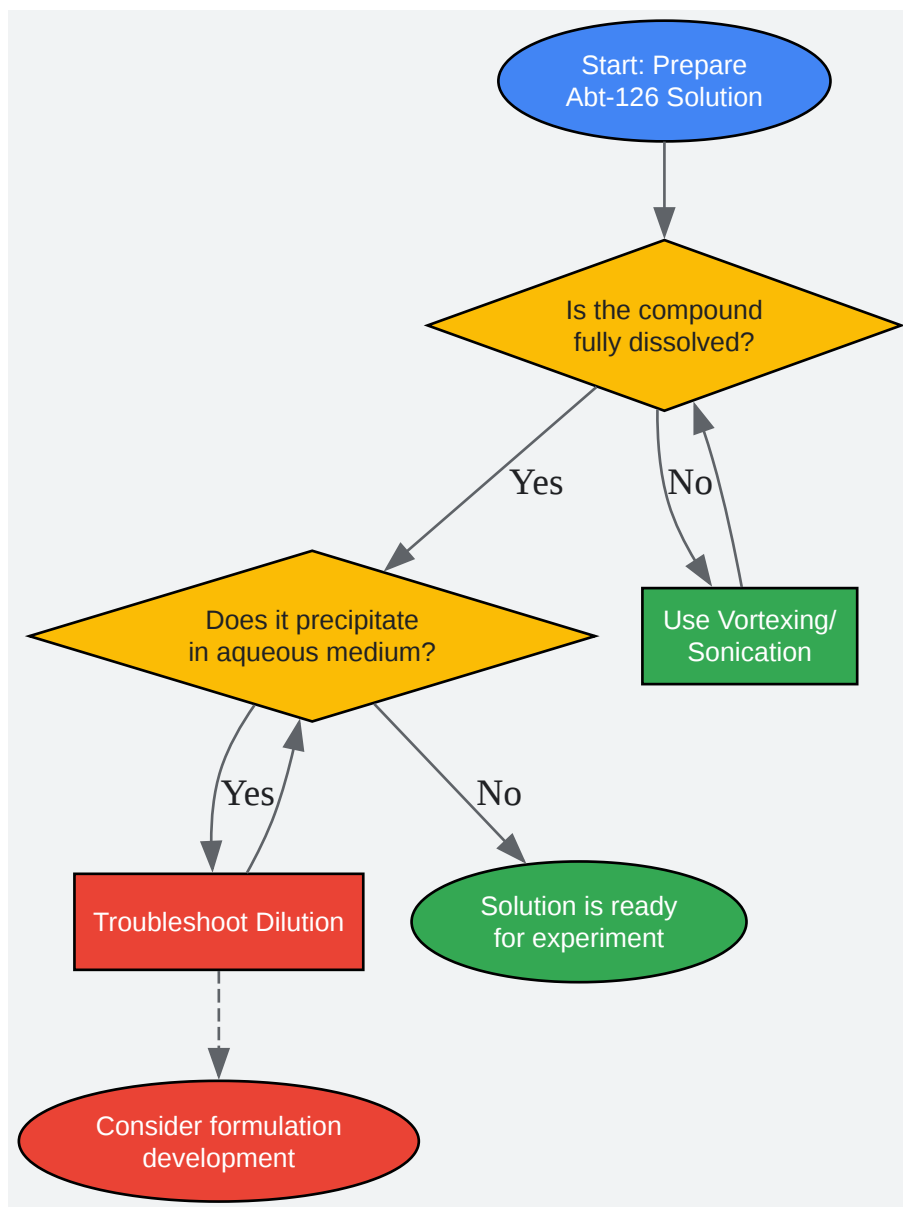 Start: Prepare
Abt-126 Solution
Is the compound
fully dissolved?
Yes
No
Does it precipitate
in aqueous medium?
Use Vortexing/
Sonication
Yes
No
Troubleshoot Dilution
Solution is ready
for experiment
Consider formulation
development